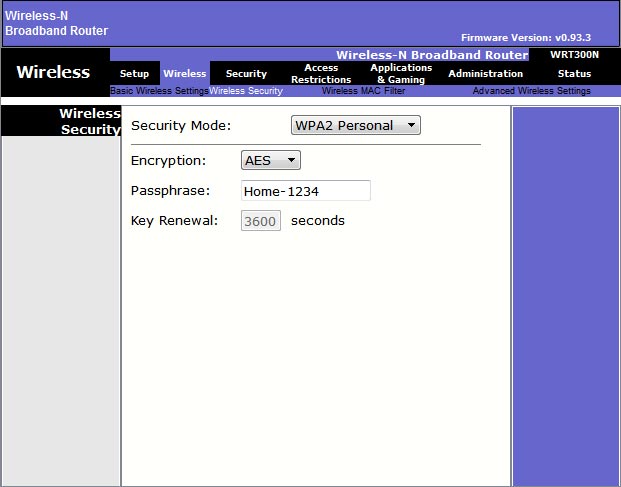 Wireless-N
Broadband Router
Firmware Version: v0.93.3
Wireless-N Broadband Router WRT300N
Wireless
Setup Wireless Security Access Restrictions Applications & Gaming Administration Status
Basic Wireless Settings Wireless Security Wireless MAC Filter Advanced Wireless Settings
Wireless
Security
Security Mode: WPA2 Personal
Encryption: AES
Passphrase: Home-1234
Key Renewal: 3600 seconds